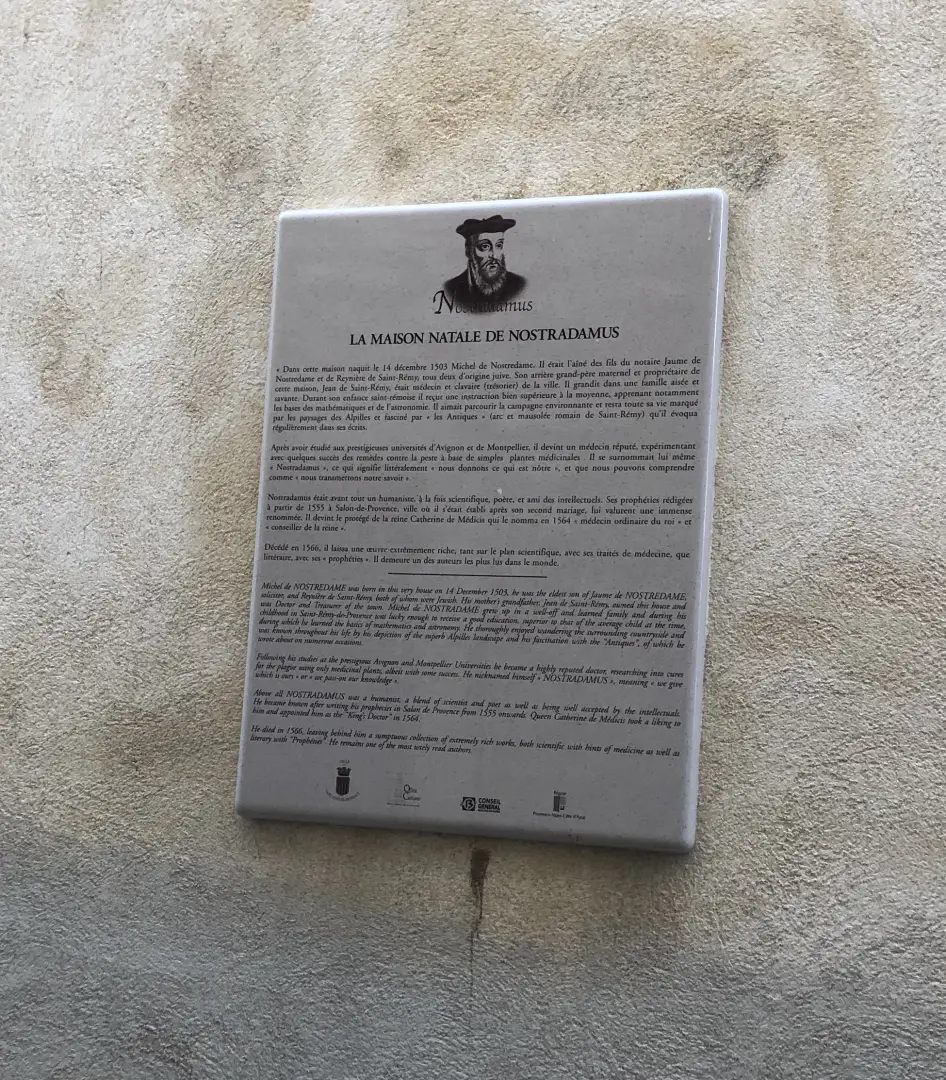 Nostradamus
LA MAISON NATALE DE NOSTRADAMUS
« Dans cette maison naquit le 14 décembre 1503 Michel de Nostredame. Il était l'aîné des fils du notaire Jaume de
Nostredame et de Reynière de Saint-Rémy, tous deux d'origine juive. Son arrière grand-père maternel et propriétaire de
cette maison, Jean de Saint-Rémy, était médecin et clavaire (trésorier) de la ville. Il grandit dans une famille aisée et
savante. Durant son enfance saint-rémoise il reçut une instruction bien supérieure à la moyenne, apprenant notamment
les bases des mathématiques et de l'astronomie. Il aimait parcourir la campagne environnante et resta toute sa vie marqué
par les paysages des Alpilles et fasciné par « les Antiques » (arc et mausolée romain de Saint-Rémy) qu'il évoqua
régulièrement dans ses écrits.
Après avoir étudié aux prestigieuses universités d'Avignon et de Montpellier, il devint un médecin réputé, expérimentant
avec quelques succès des remèdes contre la peste à base de simples plantes médicinales . Il se surnommait lui même
« Nostradamus », ce qui signifie littéralement « nous donnons ce qui est nôtre », et que nous pouvons comprendre
comme « nous transmettons notre savoir »
Nostradamus était avant tout un humaniste, à la fois scientifique, poète, et ami des intellectuels. Ses prophéties rédigées
à partir de 1555 à Salon-de-Provence, ville où il s'était établi après son second mariage, lui valurent une immense
renommée. Il devint le protégé de la reine Catherine de Médicis qui le nomma en 1564 « médecin ordinaire du roi » et
« conseiller de la reine ».
Décédé en 1566, il laissa une œuvre extrêmement riche, tant sur le plan scientifique, avec ses traités de médecine, que
littéraire, avec ses « prophéties ». Il demeure un des auteurs les plus lus dans le monde.
Michel de NOSTREDAME was born in this very house on 14 December 1503, he was the eldest son of Jaume de NOSTREDAME,
solicitor, and Reynière de Saint-Rémy, both of whom were Jewish. His mother's grandfather, Jean de Saint-Rémy, owned this house and
was Doctor and Treasurer of the town. Michel de NOSTRADAME grew up in a well-off and learned family and during his
childhood in Saint-Rémy-de-Provence was lucky enough to receive a good education, superior to that of the average child at the time,
during which he learned the basics of mathematics and astronomy. He thoroughly enjoyed wandering the surrounding countryside and
was known throughout his life by his depiction of the superb Alpilles landscape and his fascination with the "Antiques", of which he
wrote about on numerous occasions.
Following his studies at the prestigious Avignon and Montpellier Universities he became a highly reputed doctor, researching into cures
for the plague using only medicinal plants, albeit with some success. He nicknamed himself « NOSTRADAMUS », meaning « we give
which is ours » or « we pass-on our knowledge ».
Above all NOSTRADAMUS was a humanist, a blend of scientist and poet as well as being well accepted by the intellectuals.
He became known after writing his prophecies in Salon de Provence from 1555 onwards. Queen Catherine de Médicis took a liking to
him and appointed him as the "King's Doctor" in 1564.
He died in 1566, leaving behind him a sumptuous collection of extremely rich works, both scientific with hints of medicine as well as
literary with "Prophéties". He remains one of the most widely read authors.
CONSEIL
GENERAL
Région
Provence-Alpes-Côte d'Azur